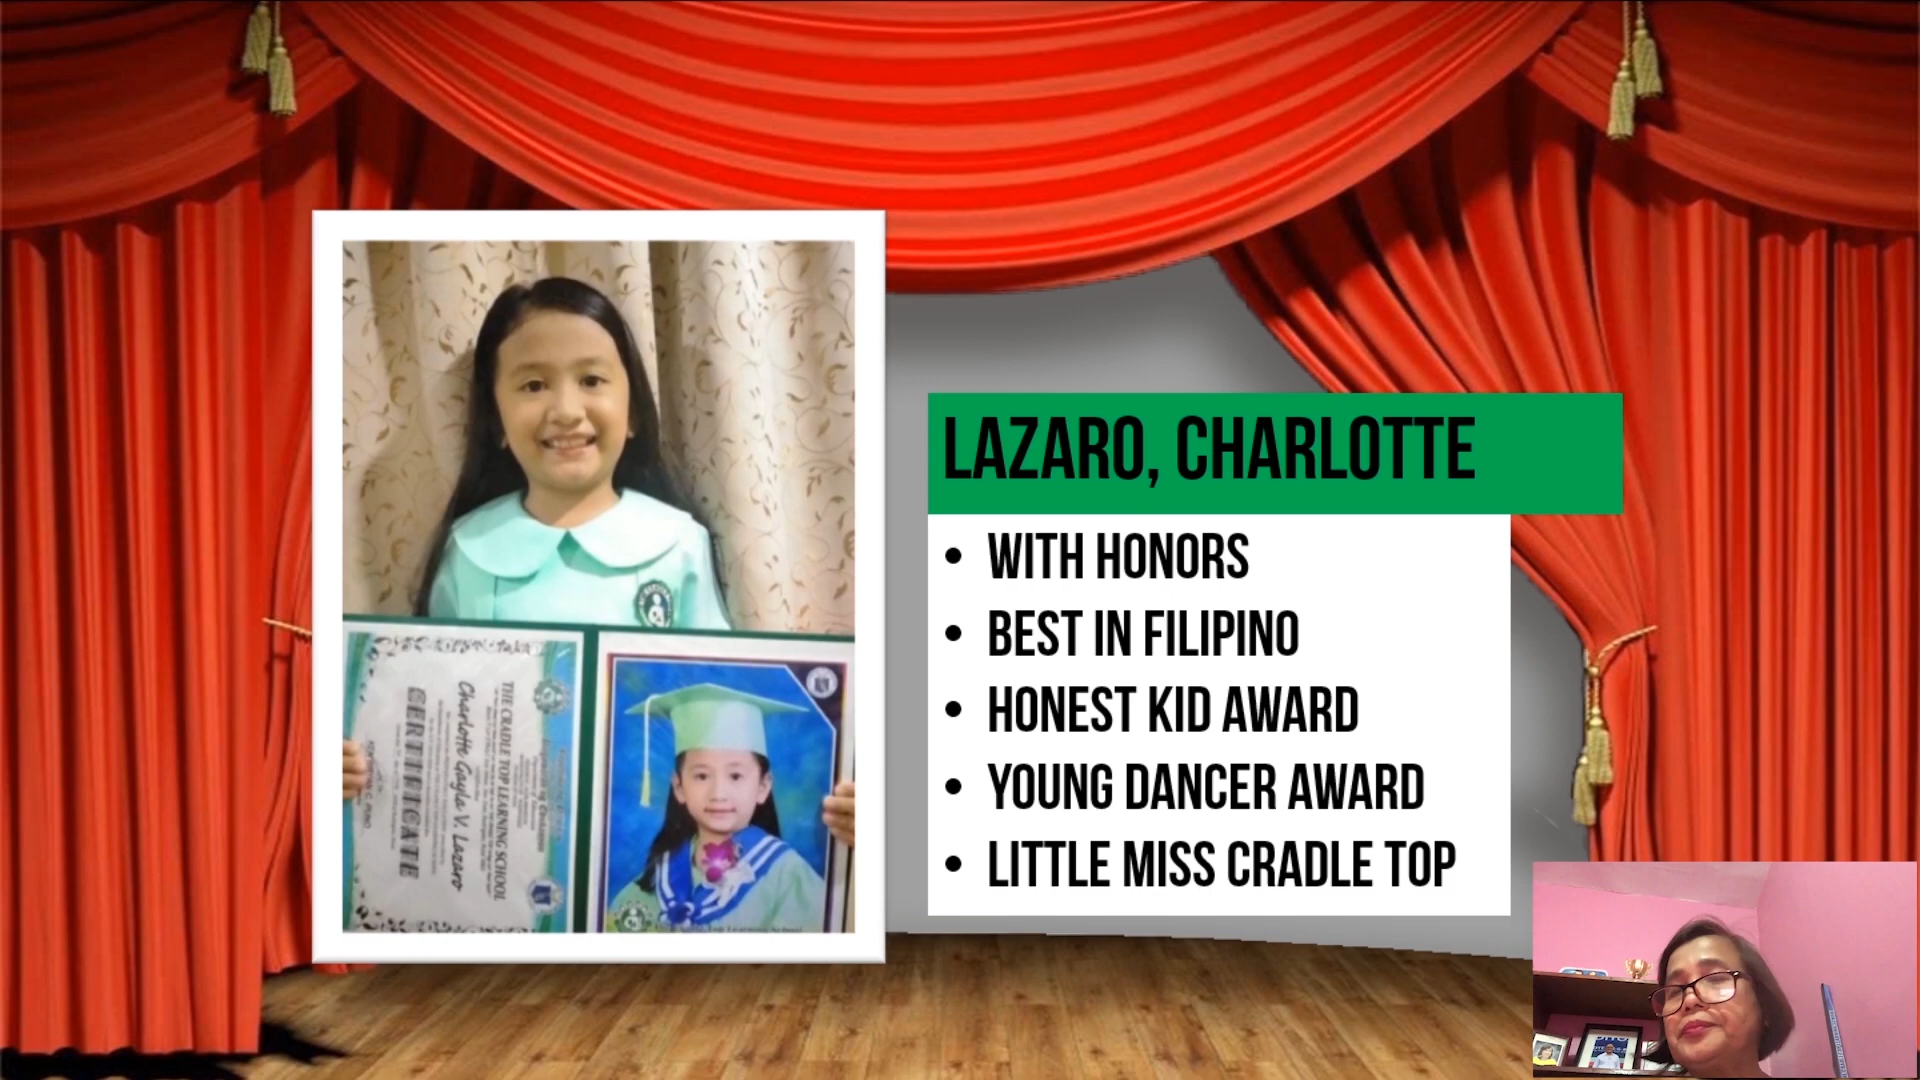 LAZARO, CHARLOTTE
• WITH HONORS
• BEST IN FILIPINO
• HONEST KID AWARD
• YOUNG DANCER AWARD
• LITTLE MISS CRADLE TOP
THE CRADLE TOP LEARNING SCHOOL
Charlotte Gayla V. Lazaro
CERTIFICATE